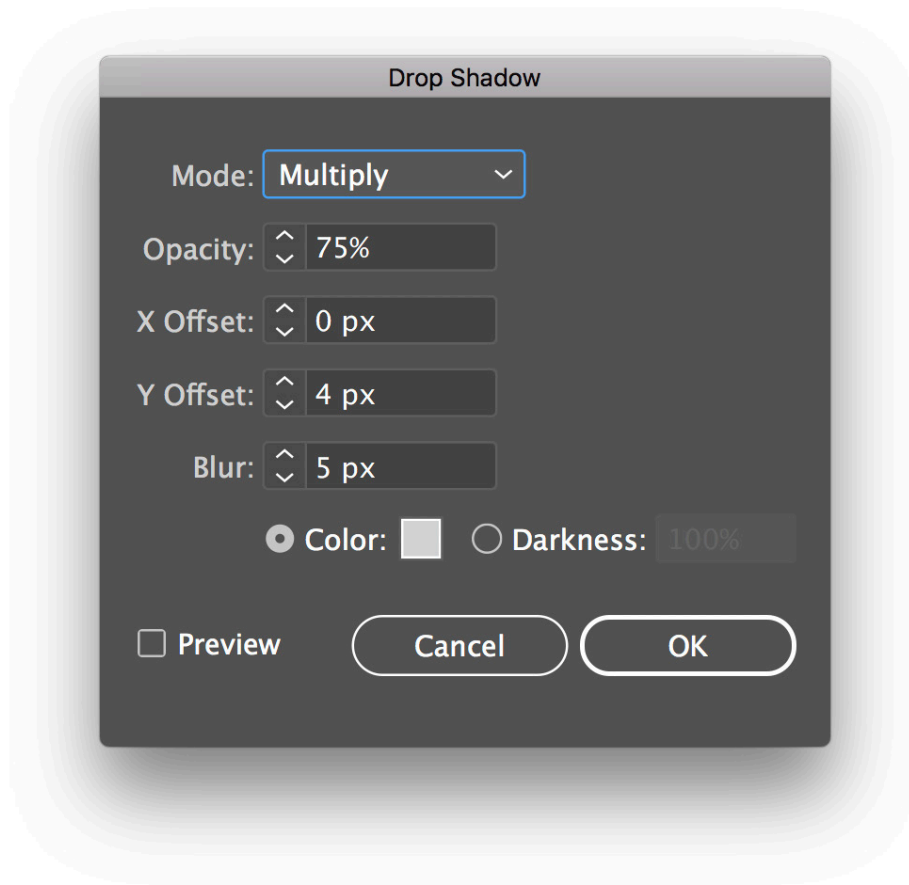 Drop Shadow
Mode: Multiply
Opacity: 75%
X Offset: 0 px
Y Offset: 4 px
Blur: 5 px
Color: Darkness: 100%
Preview Cancel OK